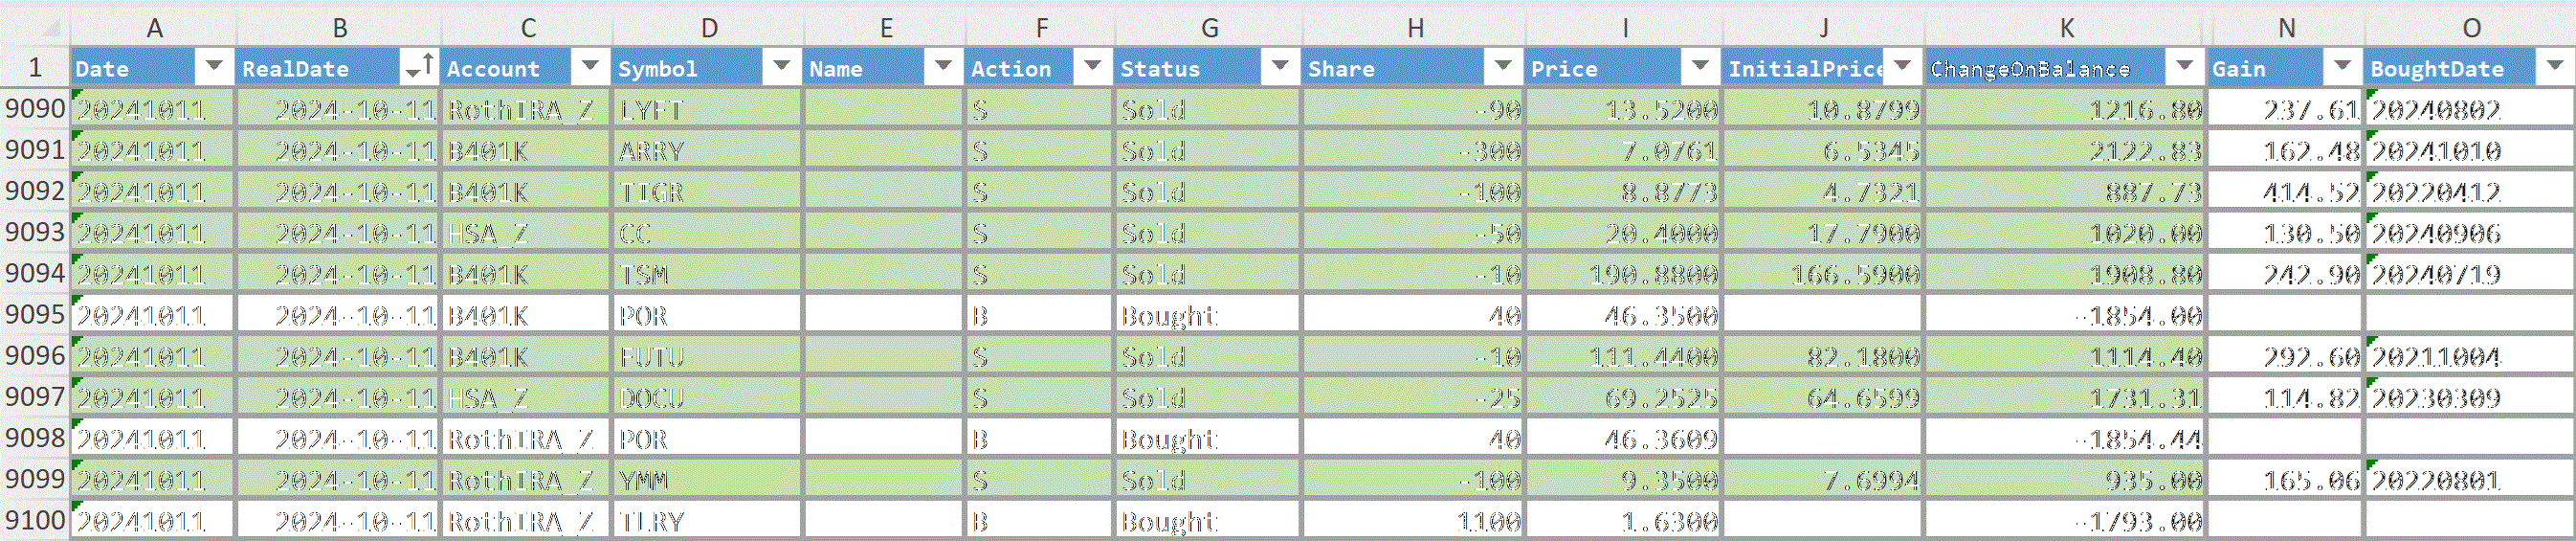 A B C D E F G H I J K N O
1 Date RealDate Account Symbol Name Action Status Share Price InitialPrice ChangeOnBalance Gain BoughtDate
9090 20241011 2024-10-11 RothIRA_Z LYFT S Sold -90 13.5200 10.8799 1216.80 237.61 20240802
9091 20241011 2024-10-11 B401K ARRY S Sold -300 7.0761 6.5345 2122.83 162.48 20241010
9092 20241011 2024-10-11 B401K TIGR S Sold -100 8.8773 4.7321 887.73 414.52 20220412
9093 20241011 2024-10-11 HSA_Z CC S Sold -50 20.4000 17.7900 1020.00 130.50 20240906
9094 20241011 2024-10-11 B401K TSM S Sold -10 190.8800 166.5900 1908.80 242.90 20240719
9095 20241011 2024-10-11 B401K POR B Bought 40 46.3500 -1854.00
9096 20241011 2024-10-11 B401K FUTU S Sold -10 111.4400 82.1800 1114.40 292.60 20211004
9097 20241011 2024-10-11 HSA_Z DOCU S Sold -25 69.2525 64.6599 1731.31 114.82 20230309
9098 20241011 2024-10-11 RothIRA_Z POR B Bought 40 46.3609 -1854.44
9099 20241011 2024-10-11 RothIRA_Z YMM S Sold -100 9.3500 7.6994 935.00 165.06 20220801
9100 20241011 2024-10-11 RothIRA_Z TLRY B Bought 1100 1.6300 -1793.00